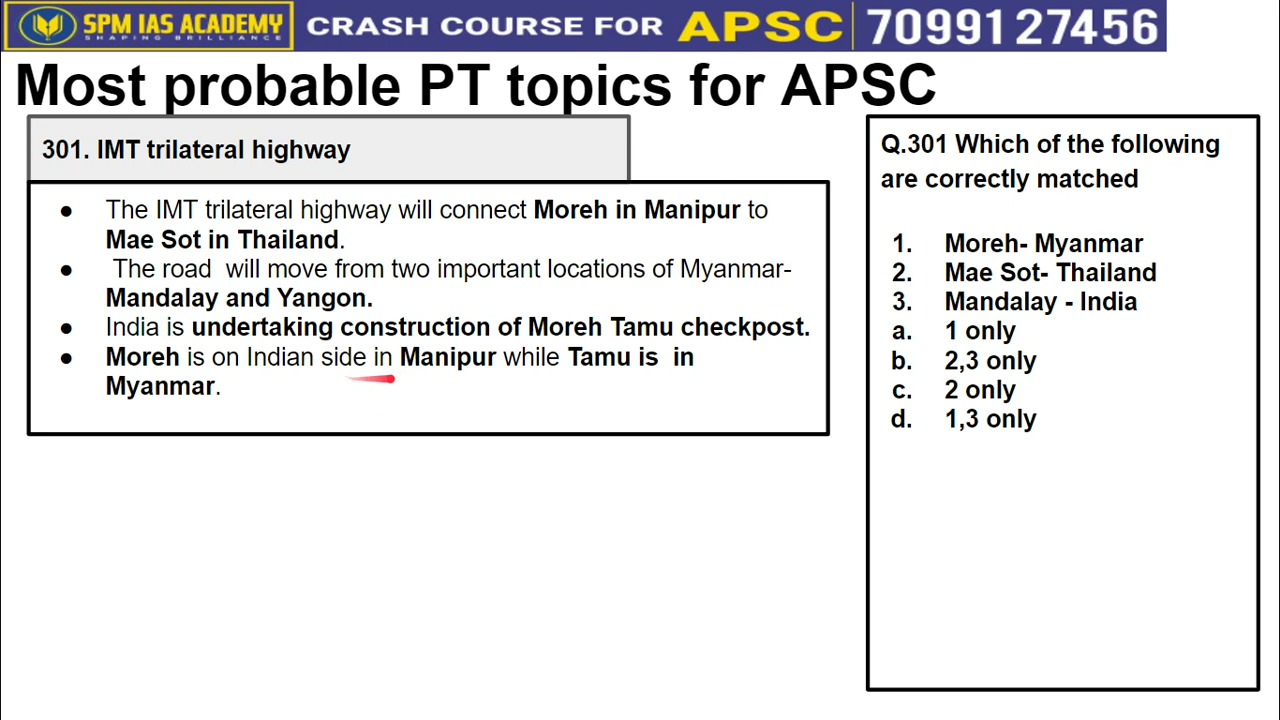 SPM IAS ACADEMY
SHAPING BRILLIANCE
CRASH COURSE FOR APSC 70991 27456
Most probable PT topics for APSC
301. IMT trilateral highway
● The IMT trilateral highway will connect Moreh in Manipur to
Mae Sot in Thailand.
● The road will move from two important locations of Myanmar-
Mandalay and Yangon.
● India is undertaking construction of Moreh Tamu checkpost.
● Moreh is on Indian side in Manipur while Tamu is in
Myanmar.
Q.301 Which of the following
are correctly matched
1. Moreh- Myanmar
2. Mae Sot- Thailand
3. Mandalay - India
a. 1 only
b. 2,3 only
c. 2 only
d. 1,3 only